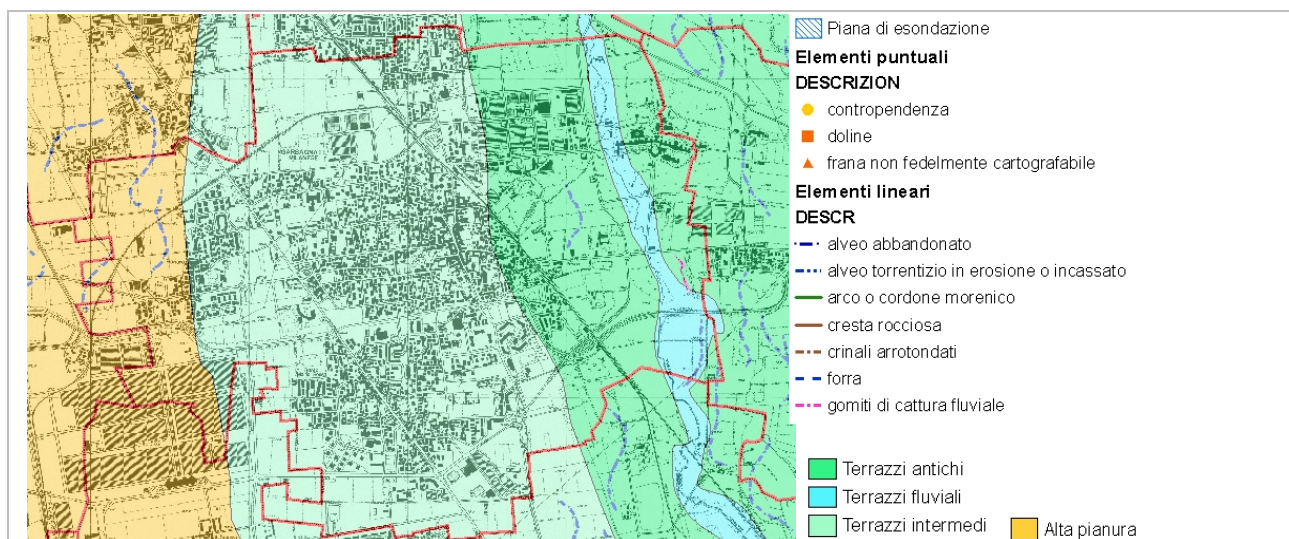 GARBAGNATE
MILANESE
Piana di esondazione
Elementi puntuali
DESCRIZION
contropendenza
doline
frana non fedelmente cartografabile
Elementi lineari
DESCR
alveo abbandonato
alveo torrentizio in erosione o incassato
arco o cordone morenico
cresta rocciosa
crinali arrotondati
forra
gomiti di cattura fluviale
Terrazzi antichi
Terrazzi fluviali
Terrazzi intermedi
Alta pianura